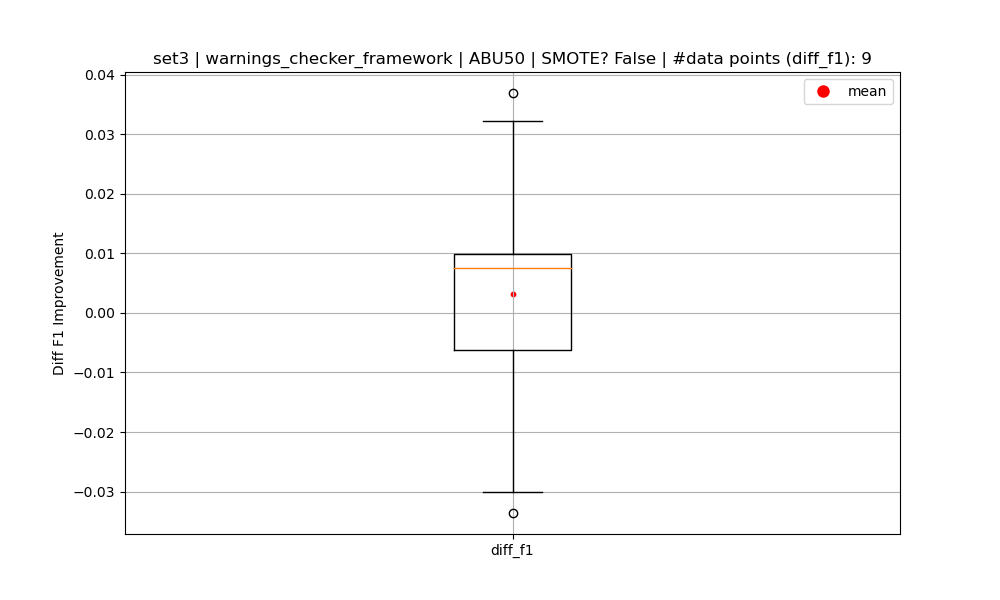 set3 | warnings_checker_framework | ABU50 | SMOTE? False | #data points (diff_f1): 9
mean
Diff F1 Improvement
0.04
0.03
0.02
0.01
0.00
−0.01
−0.02
−0.03
diff_f1